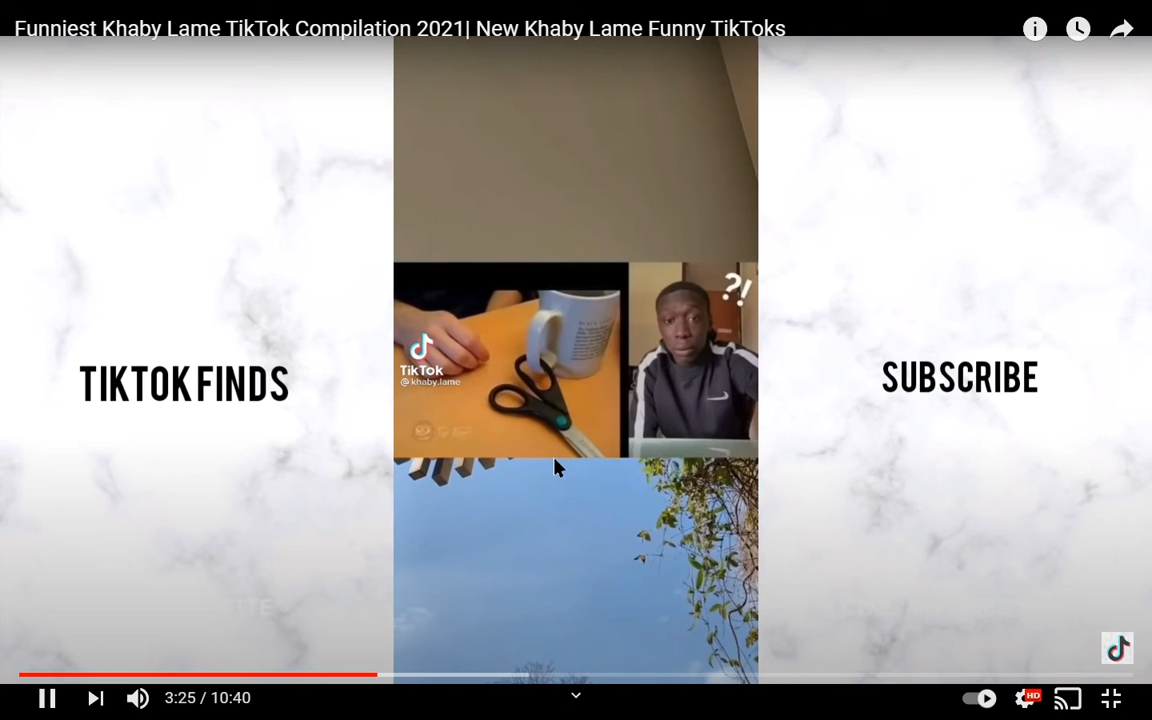 Funniest Khaby Lame TikTok Compilation 2021| New Khaby Lame Funny TikToks
?!
TikTok
@khaby.lame
TIKTOK FINDS
SUBSCRIBE
3:25 / 10:40
HD